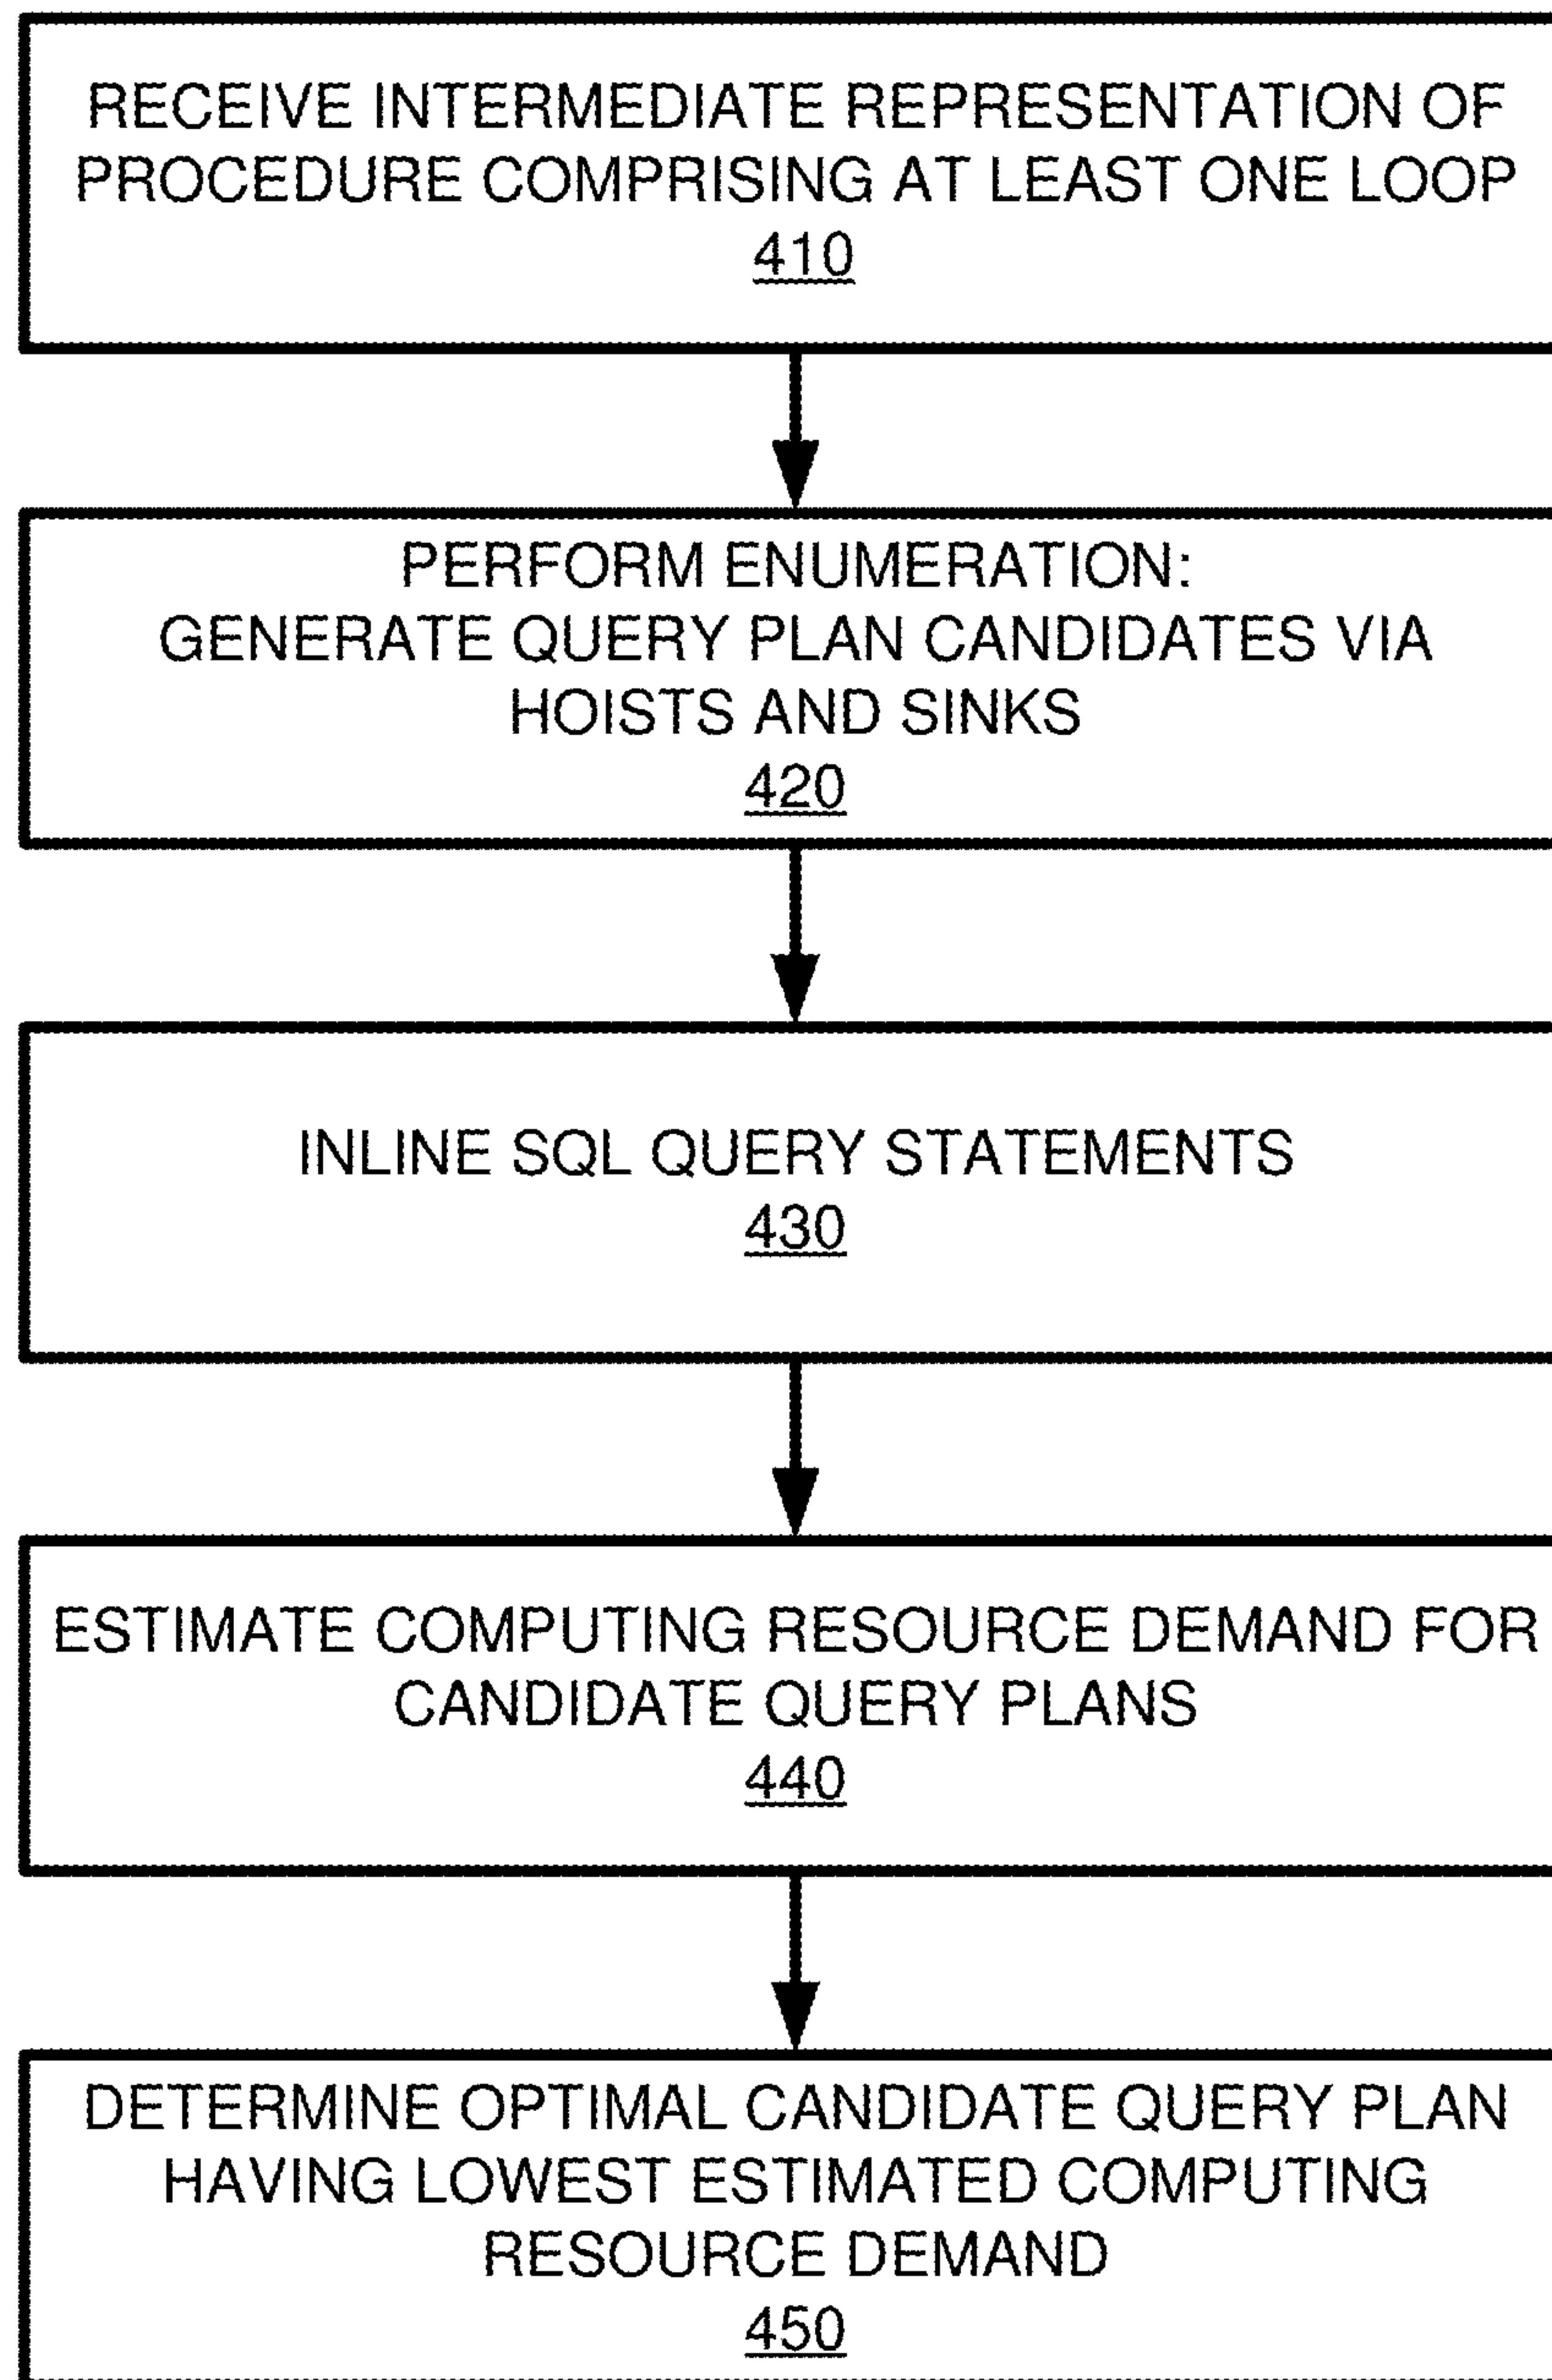 RECEIVE INTERMEDIATE REPRESENTATION OF
PROCEDURE COMPRISING AT LEAST ONE LOOP
410
PERFORM ENUMERATION:
GENERATE QUERY PLAN CANDIDATES VIA
HOISTS AND SINKS
420
INLINE SQL QUERY STATEMENTS
430
ESTIMATE COMPUTING RESOURCE DEMAND FOR
CANDIDATE QUERY PLANS
440
DETERMINE OPTIMAL CANDIDATE QUERY PLAN
HAVING LOWEST ESTIMATED COMPUTING
RESOURCE DEMAND
450